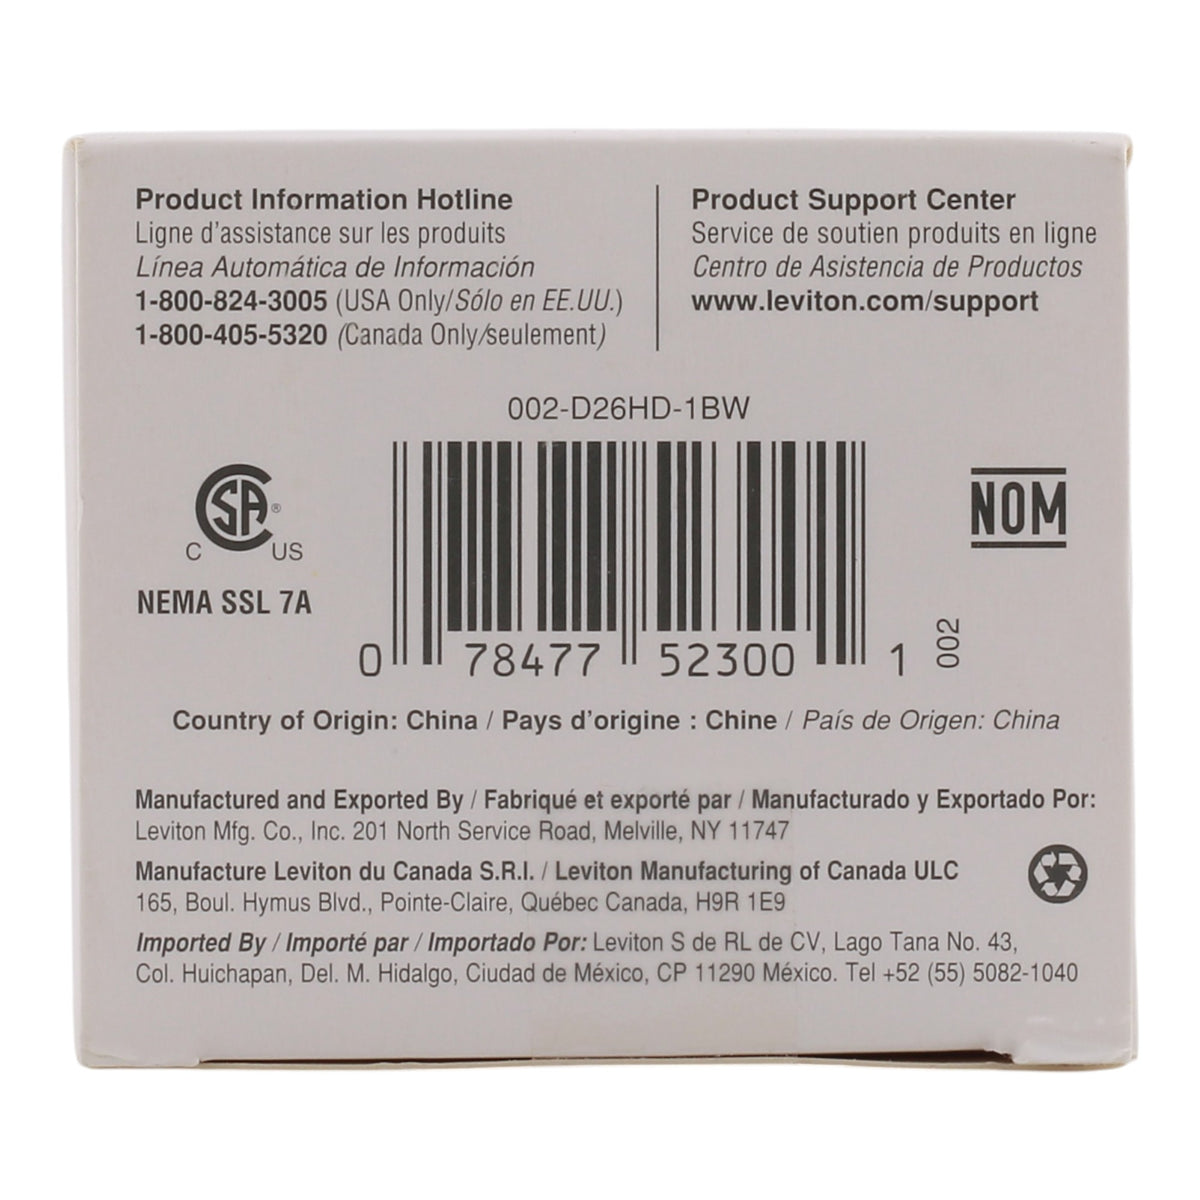 Product Information Hotline
Ligne d'assistance sur les produits
Línea Automática de Información
1-800-824-3005 (USA Only/Sólo en EE.UU.)
1-800-405-5320 (Canada Only/seulement)
Product Support Center
Service de soutien produits en ligne
Centro de Asistencia de Productos
www.leviton.com/support
002-D26HD-1BW
CSA®
C US
NEMA SSL 7A
NOM
0 78477 52300 1
002
Country of Origin: China / Pays d'origine : Chine / País de Origen: China
Manufactured and Exported By / Fabriqué et exporté par / Manufacturado y Exportado Por:
Leviton Mfg. Co., Inc. 201 North Service Road, Melville, NY 11747
Manufacture Leviton du Canada S.R.I. / Leviton Manufacturing of Canada ULC
165, Boul. Hymus Blvd., Pointe-Claire, Québec Canada, H9R 1E9
Imported By / Importé par / Importado Por: Leviton S de RL de CV, Lago Tana No. 43,
Col. Huichapan, Del. M. Hidalgo, Ciudad de México, CP 11290 México. Tel +52 (55) 5082-1040